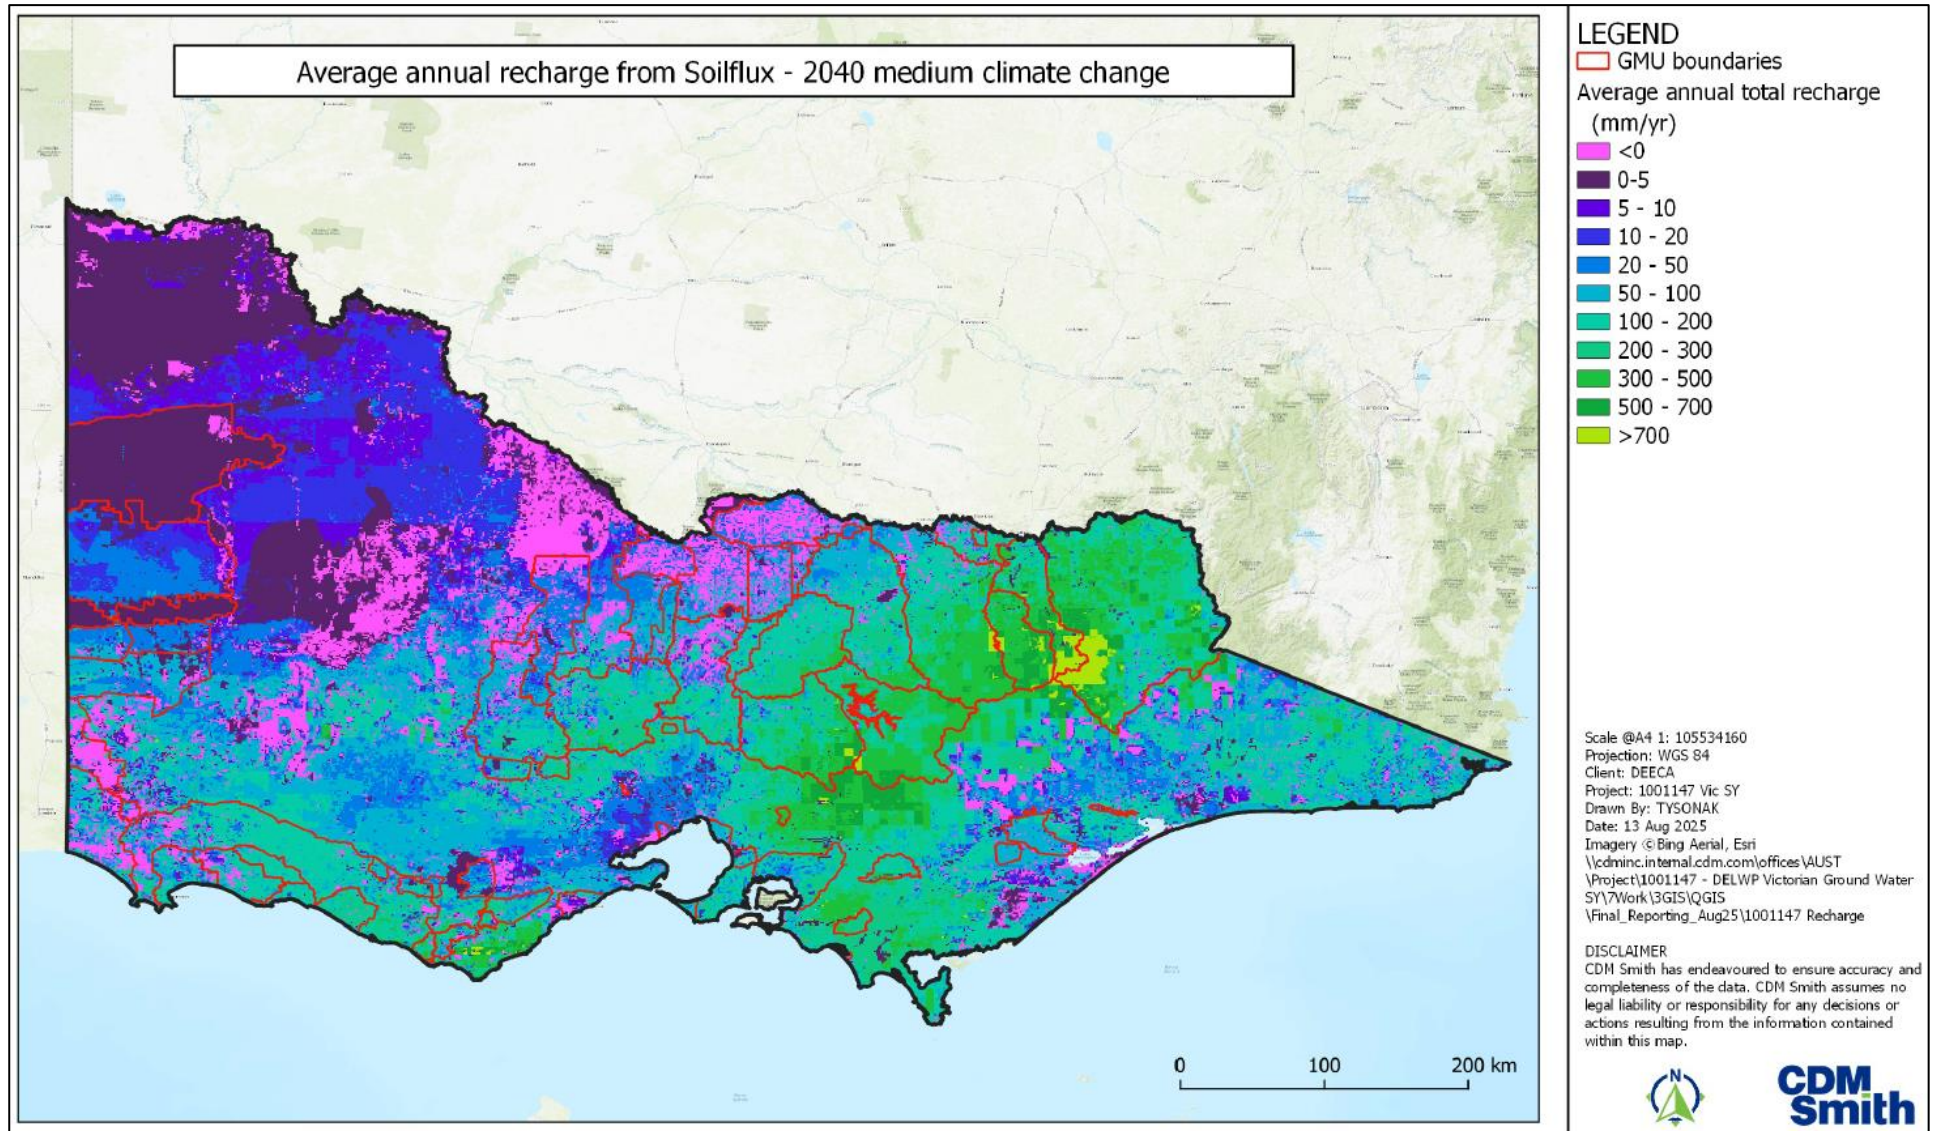 Average annual recharge from Soilflux - 2040 medium climate change
LEGEND
GMU boundaries
Average annual total recharge
(mm/yr)
<0
0-5
5 - 10
10 - 20
20 - 50
50 - 100
100 - 200
200 - 300
300 - 500
500 - 700
>700
Scale @A4 1: 105534160
Projection: WGS 84
Client: DEECA
Project: 1001147 Vic SY
Drawn By: TYSONAK
Date: 13 Aug 2025
Imagery ©Bing Aerial, Esri
\\cdminc.internal.cdm.com\offices\AUST
\Project\1001147 - DELWP Victorian Ground Water
SY\7Work\3GIS\QGIS
\Final_Reporting_Aug25\1001147 Recharge
DISCLAIMER
CDM Smith has endeavoured to ensure accuracy and
completeness of the data. CDM Smith assumes no
legal liability or responsibility for any decisions or
actions resulting from the information contained
within this map.
0 100 200 km
N
CDM
Smith